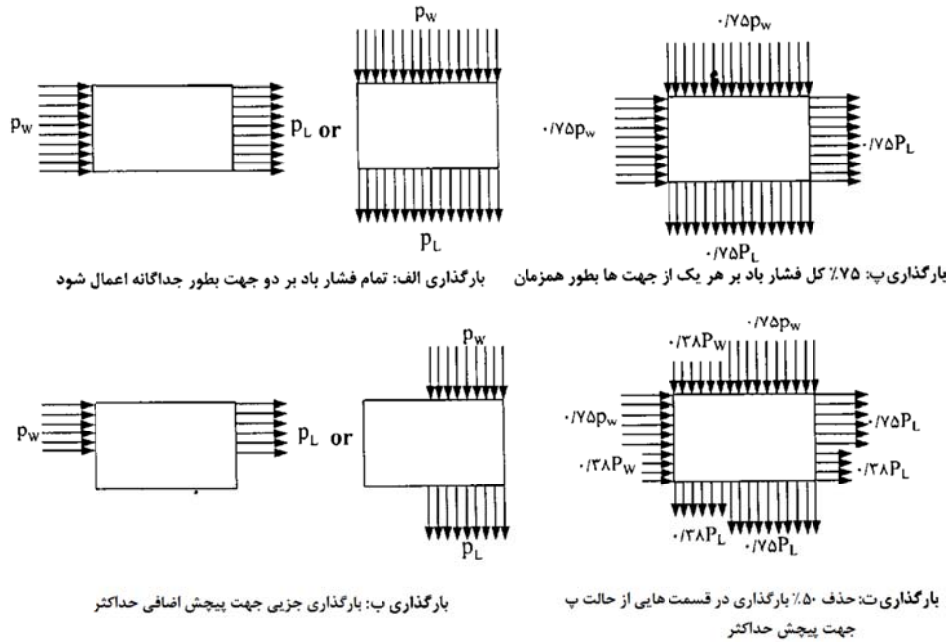 p_W
p_L or
p_W
p_L
۰/۷۵p_w
۰/۷۵p_w
۰/۷۵P_L
۰/۷۵P_L
بارگذاری الف: تمام فشار باد بر دو جهت بطور جداگانه اعمال شود
بارگذاری پ: ۷۵٪ کل فشار باد بر هر یک از جهت ها بطور همزمان
p_W
p_L or
p_W
p_L
۰/۳۸P_W
۰/۷۵p_w
۰/۷۵p_w
۰/۳۸P_W
۰/۷۵P_L
۰/۳۸P_L
۰/۳۸P_L
۰/۷۵P_L
بارگذاری ب: بارگذاری جزیی جهت پیچش اضافی حداکثر
بارگذاری ت: حذف ۵۰٪ بارگذاری در قسمت هایی از حالت پ
جهت پیچش حداکثر